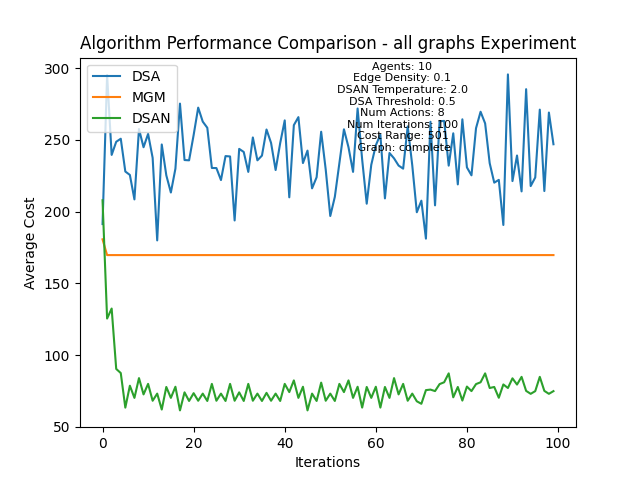 Algorithm Performance Comparison - all graphs Experiment
300
250
200
150
100
50
Average Cost
DSA
MGM
DSAN
Agents: 10
Edge Density: 0.1
DSAN Temperature: 2.0
DSA Threshold: 0.5
Num Actions: 8
Num Iterations: 100
Cost Range: 501
Graph: complete
0
20
40
60
80
100
Iterations